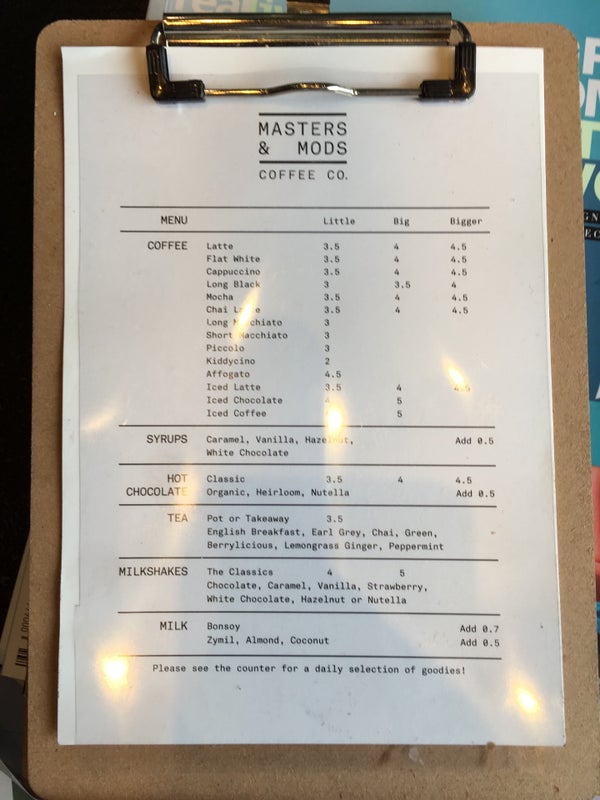 MASTERS
& MODS
COFFEE CO.
MENU Little Big Bigger
COFFEE Latte 3.5 4 4.5
Flat White 3.5 4 4.5
Cappuccino 3.5 4 4.5
Long Black 3 3.5 4
Mocha 3.5 4 4.5
Chai Latte 3.5 4 4.5
Long Macchiato 3
Short Macchiato 3
Piccolo 3
Kiddycino 2
Affogato 4.5
Iced Latte 3.5 4 4.5
Iced Chocolate 4 5
Iced Coffee 5
SYRUPS Caramel, Vanilla, Hazelnut, Add 0.5
White Chocolate
HOT Classic 3.5 4 4.5
CHOCOLATE Organic, Heirloom, Nutella Add 0.5
TEA Pot or Takeaway 3.5
English Breakfast, Earl Grey, Chai, Green,
Berrylicious, Lemongrass Ginger, Peppermint
MILKSHAKES The Classics 4 5
Chocolate, Caramel, Vanilla, Strawberry,
White Chocolate, Hazelnut or Nutella
MILK Bonsoy Add 0.7
Zymil, Almond, Coconut Add 0.5
Please see the counter for a daily selection of goodies!